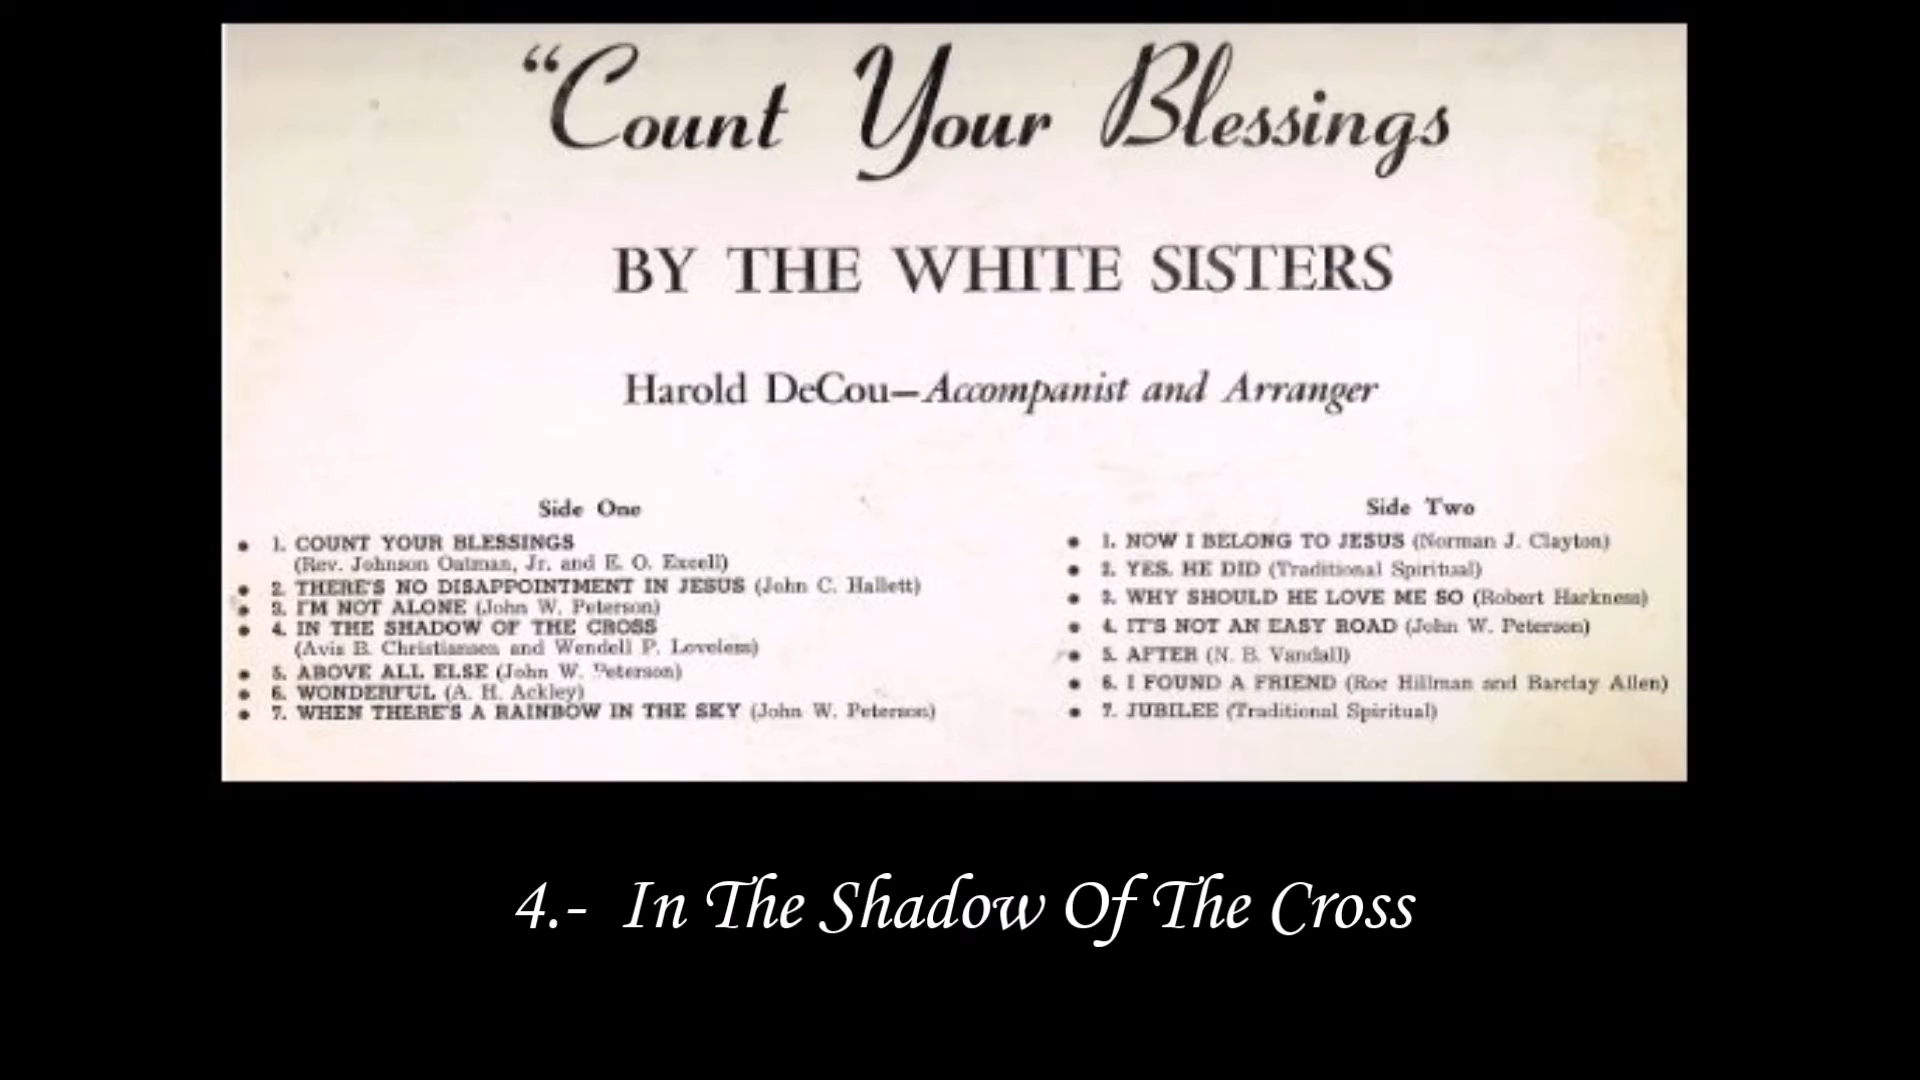 “Count Your Blessings
BY THE WHITE SISTERS
Harold DeCou—Accompanist and Arranger
Side One
• 1. COUNT YOUR BLESSINGS
(Rev. Johnson Oatman, Jr. and E. O. Excell)
• 2. THERE'S NO DISAPPOINTMENT IN JESUS (John C. Hallett)
• 3. I'M NOT ALONE (John W. Peterson)
• 4. IN THE SHADOW OF THE CROSS
(Avis B. Christiansen and Wendell P. Loveless)
• 5. ABOVE ALL ELSE (John W. Peterson)
• 6. WONDERFUL (A. H. Ackley)
• 7. WHEN THERE'S A RAINBOW IN THE SKY (John W. Peterson)
Side Two
• 1. NOW I BELONG TO JESUS (Norman J. Clayton)
• 2. YES, HE DID (Traditional Spiritual)
• 3. WHY SHOULD HE LOVE ME SO (Robert Harkness)
• 4. IT'S NOT AN EASY ROAD (John W. Peterson)
• 5. AFTER (N. B. Vandall)
• 6. I FOUND A FRIEND (Roc Hillman and Barclay Allen)
• 7. JUBILEE (Traditional Spiritual)
4.- In The Shadow Of The Cross